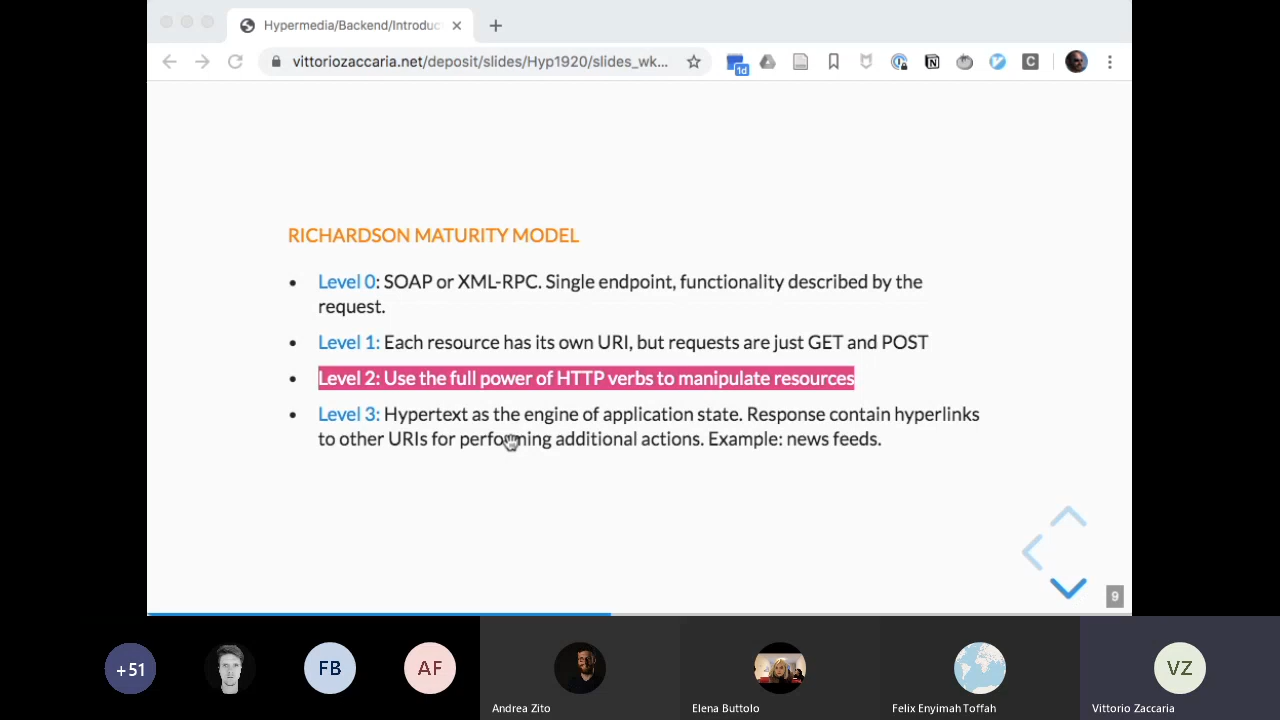 Hypermedia/Backend/Introduc
vittoriozaccaria.net/deposit/slides/Hyp1920/slides_wk...
1d
C
RICHARDSON MATURITY MODEL
• Level 0: SOAP or XML-RPC. Single endpoint, functionality described by the
request.
• Level 1: Each resource has its own URI, but requests are just GET and POST
• Level 2: Use the full power of HTTP verbs to manipulate resources
• Level 3: Hypertext as the engine of application state. Response contain hyperlinks
to other URIs for performing additional actions. Example: news feeds.
9
+51
FB
AF
VZ
Andrea Zito
Elena Buttolo
Felix Enyimah Toffah
Vittorio Zaccaria